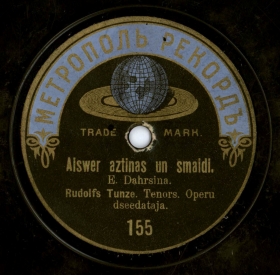 МЕТРОПОЛЬ РЕКОРДЪ
TRADE MARK.
Aiswer aztinas un smaidi.
E. Dahrsina.
Rudolfs Tunze. Tenors. Operu
dseedataja.
155